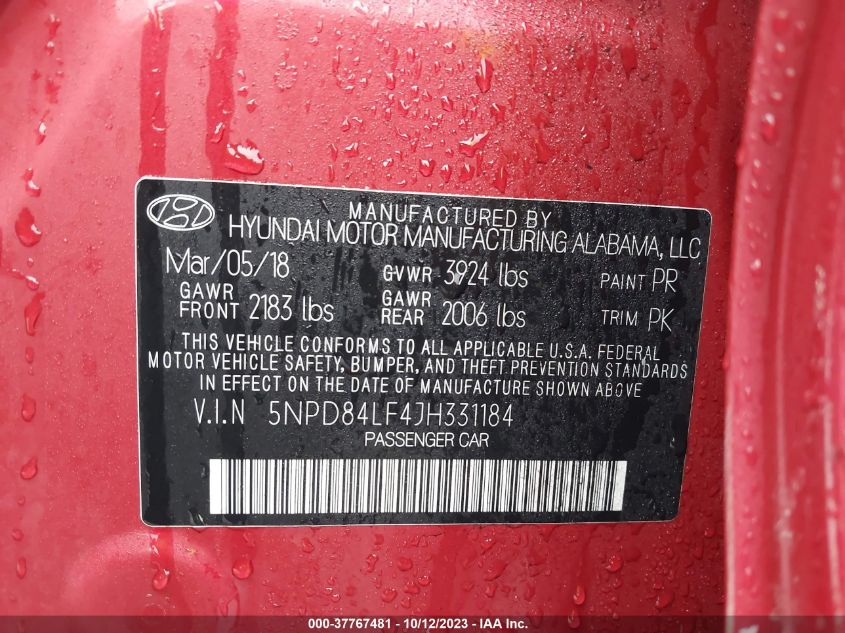 MANUFACTURED BY
HYUNDAI MOTOR MANUFACTURING ALABAMA, LLC
Mar/05/18 GVWR 3924 lbs PAINT PR
GAWR FRONT 2183 lbs GAWR REAR 2006 lbs TRIM PK
THIS VEHICLE CONFORMS TO ALL APPLICABLE U.S.A. FEDERAL
MOTOR VEHICLE SAFETY, BUMPER, AND THEFT PREVENTION STANDARDS
IN EFFECT ON THE DATE OF MANUFACTURE SHOWN ABOVE
V.I.N 5NPD84LF4JH331184
PASSENGER CAR
000-37767481 - 10/12/2023 - IAA Inc.